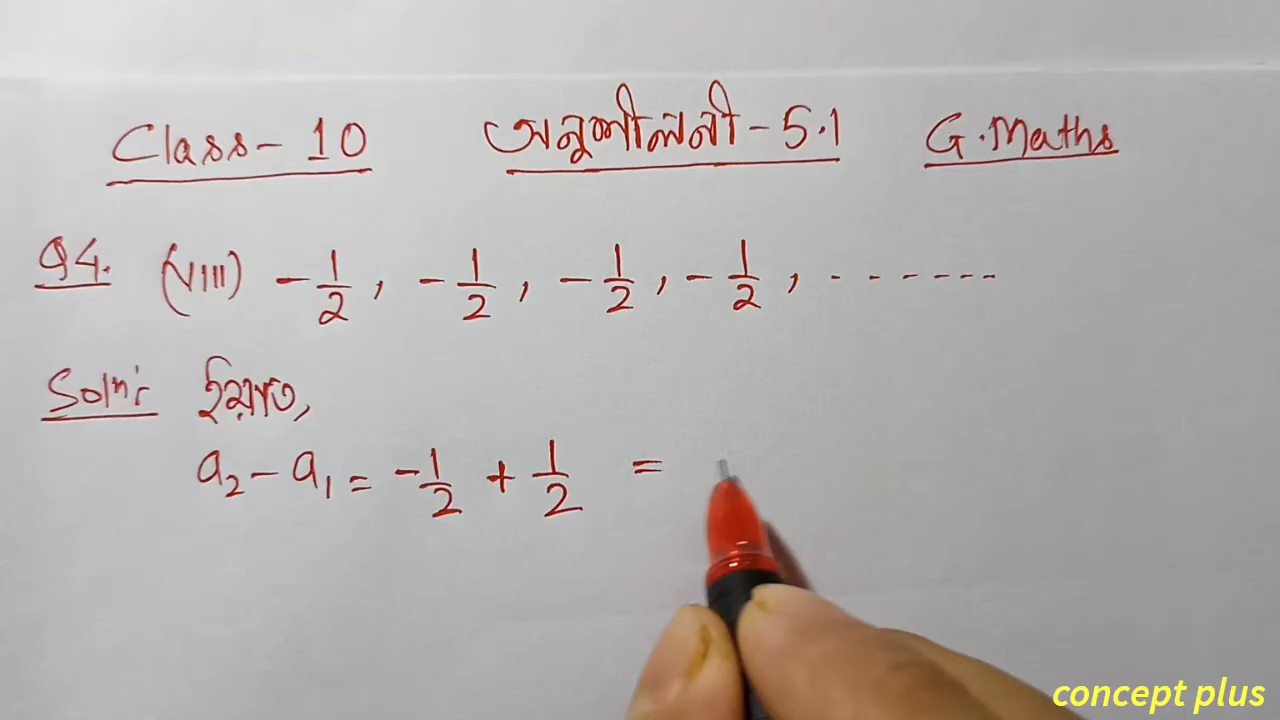 Class - 10 অনুশীলনী - 5.1 G. Maths
Q4. (VIII) -1/2, -1/2, -1/2, -1/2, .......
Soln: ইয়াত,
a₂ - a₁ = -1/2 + 1/2 =
concept plus